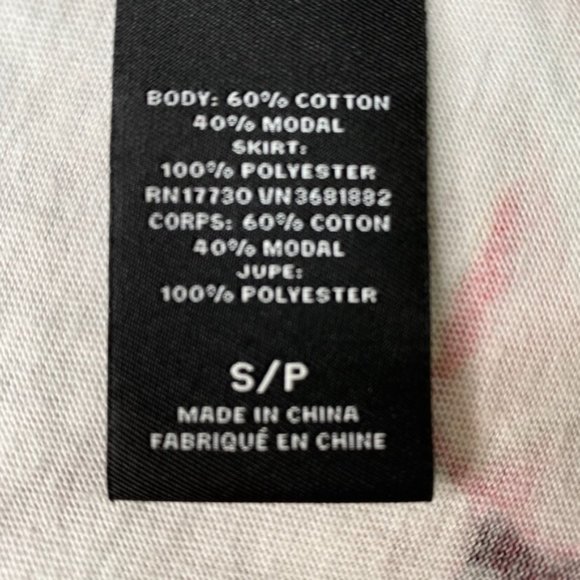 BODY: 60% COTTON
40% MODAL
SKIRT:
100% POLYESTER
RN17730 VN3681882
CORPS: 60% COTON
40% MODAL
JUPE:
100% POLYESTER
S/P
MADE IN CHINA
FABRIQUÉ EN CHINE